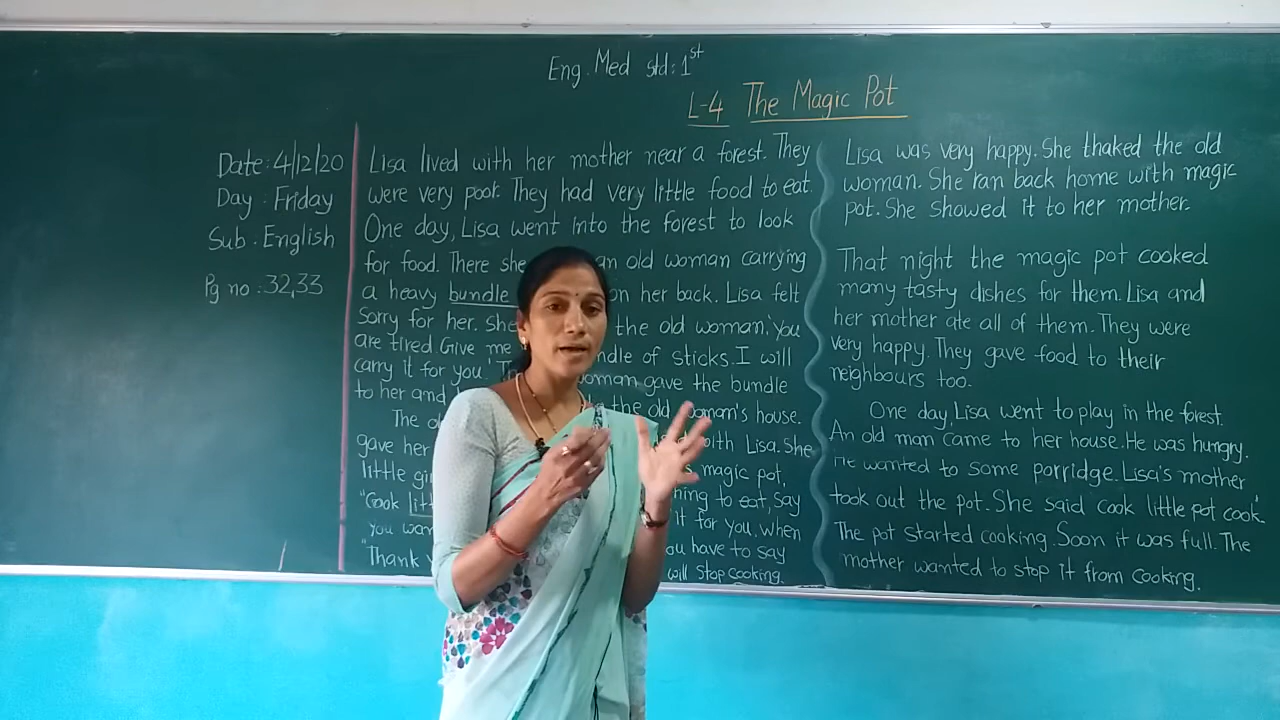 Eng. Med std: 1st
L-4 The Magic Pot
Date: 4/12/20
Day: Friday
Sub: English
Pg no: 32,33
Lisa lived with her mother near a forest. They
were very poor. They had very little food to eat.
One day, Lisa went into the forest to look
for food. There she an old woman carrying
a heavy bundle on her back. Lisa felt
sorry for her. She the old woman, 'You
are tired. Give me bundle of sticks. I will
carry it for you.' woman gave the bundle
to her and the old woman's house.
The
gave her with Lisa. She
little magic pot,
"Cook to eat, say
you it for you, when
"Thank have to say
will stop cooking.
Lisa was very happy. She thaked the old
woman. She ran back home with magic
pot. She showed it to her mother.
That night the magic pot cooked
many tasty dishes for them. Lisa and
her mother ate all of them. They were
very happy. They gave food to their
neighbours too.
One day, Lisa went to play in the forest.
An old man came to her house. He was hungry.
He wanted to some porridge. Lisa's mother
took out the pot. She said 'cook little pot cook'.
The pot started cooking. Soon it was full. The
mother wanted to stop it from cooking.